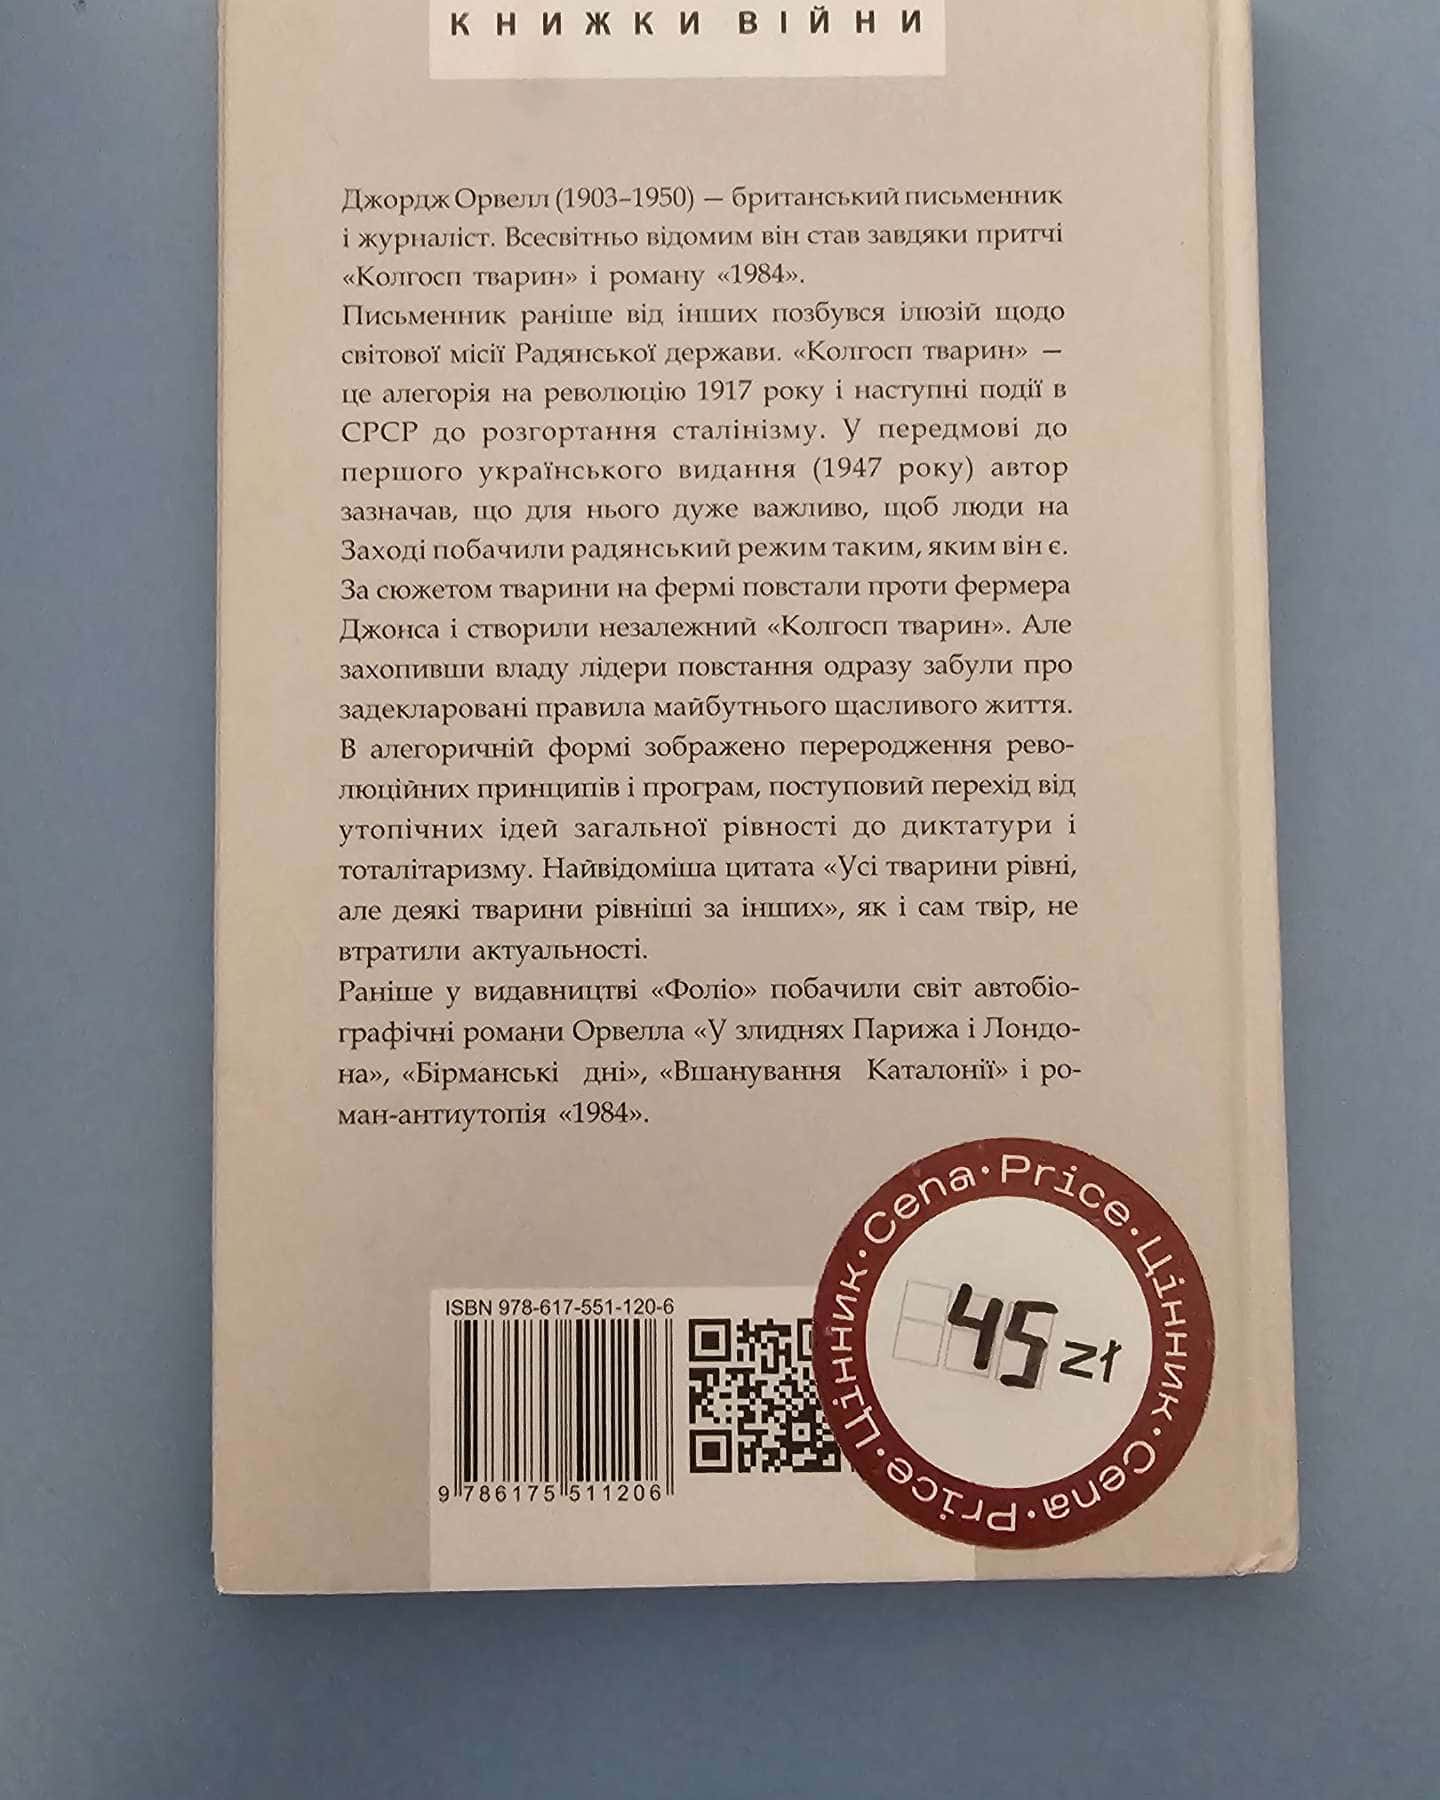 КНИЖКИ ВІЙНИ
Джордж Орвелл (1903–1950) — британський письменник
і журналіст. Всесвітньо відомим він став завдяки притчі
«Колгосп тварин» і роману «1984».
Письменник раніше від інших позбувся ілюзій щодо
світової місії Радянської держави. «Колгосп тварин» —
це алегорія на революцію 1917 року і наступні події в
СРСР до розгортання сталінізму. У передмові до
першого українського видання (1947 року) автор
зазначав, що для нього дуже важливо, щоб люди на
Заході побачили радянський режим таким, яким він є.
За сюжетом тварини на фермі повстали проти фермера
Джонса і створили незалежний «Колгосп тварин». Але
захопивши владу лідери повстання одразу забули про
задекларовані правила майбутнього щасливого життя.
В алегоричній формі зображено переродження рево-
люційних принципів і програм, поступовий перехід від
утопічних ідей загальної рівності до диктатури і
тоталітаризму. Найвідоміша цитата «Усі тварини рівні,
але деякі тварини рівніші за інших», як і сам твір, не
втратили актуальності.
Раніше у видавництві «Фоліо» побачили світ автобіо-
графічні романи Орвелла «У злиднях Парижа і Лондо-
на», «Бірманські дні», «Вшанування Каталонії» і ро-
ман-антиутопія «1984».
ISBN 978-617-551-120-6
9 786175 511206
Цінник · Cena · Price · Цінник · Cena · Price ·
45 zł